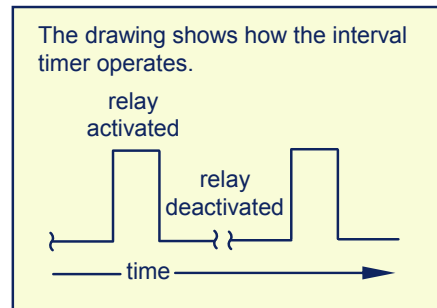 The drawing shows how the interval
timer operates.
relay
activated
relay
deactivated
time